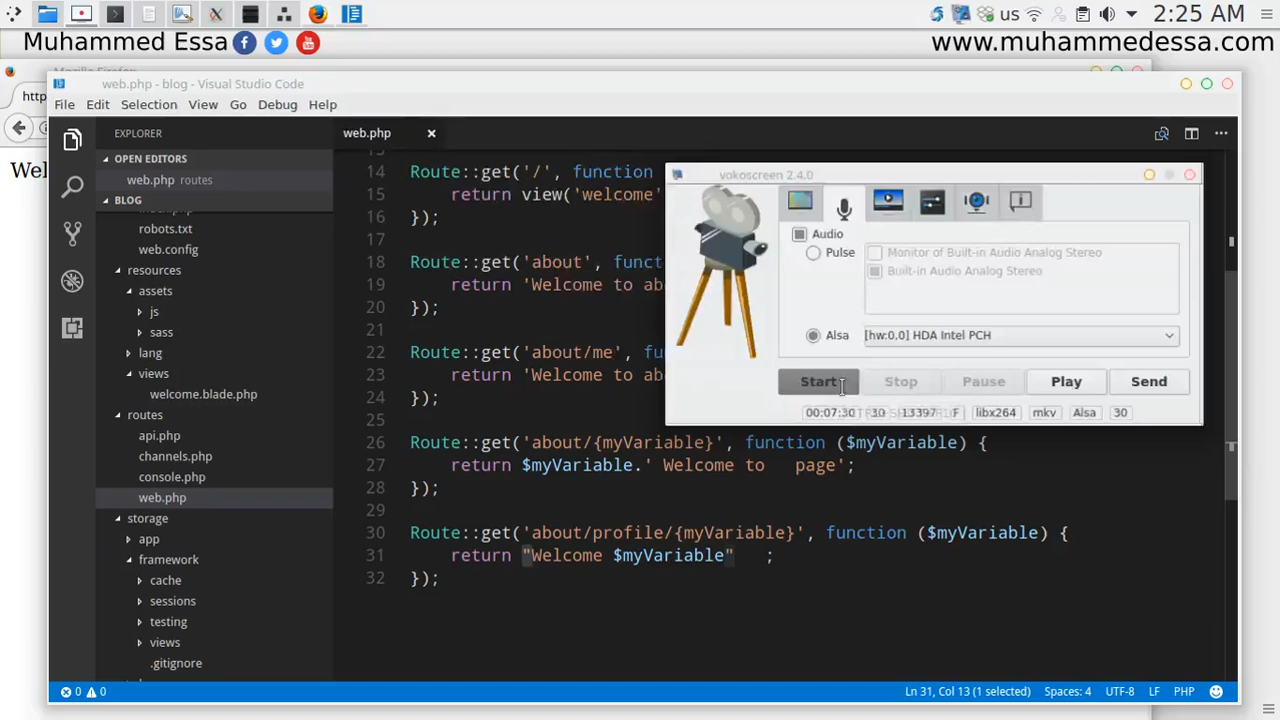 us 2:25 AM
Muhammed Essa www.muhammedessa.com
web.php - blog - Visual Studio Code
File Edit Selection View Go Debug Help
EXPLORER
OPEN EDITORS
web.php routes
BLOG
robots.txt
web.config
resources
assets
js
sass
lang
views
welcome.blade.php
routes
api.php
channels.php
console.php
web.php
storage
app
framework
cache
sessions
testing
views
.gitignore
web.php
14 Route::get('/', function
15 return view('welcome'
16 });
17
18 Route::get('about', funct
19 return 'Welcome to ab
20 });
21
22 Route::get('about/me', fu
23 return 'Welcome to ab
24 });
25
26 Route::get('about/{myVariable}', function ($myVariable) {
27 return $myVariable.' Welcome to page';
28 });
29
30 Route::get('about/profile/{myVariable}', function ($myVariable) {
31 return "Welcome $myVariable" ;
32 });
vokoscreen 2.4.0
Audio
Pulse
Monitor of Built-in Audio Analog Stereo
Built-in Audio Analog Stereo
Alsa [hw:0,0] HDA Intel PCH
Start Stop Pause Play Send
00:07:30 30 13397 F libx264 mkv Alsa 30
0 0 Ln 31, Col 13 (1 selected) Spaces: 4 UTF-8 LF PHP